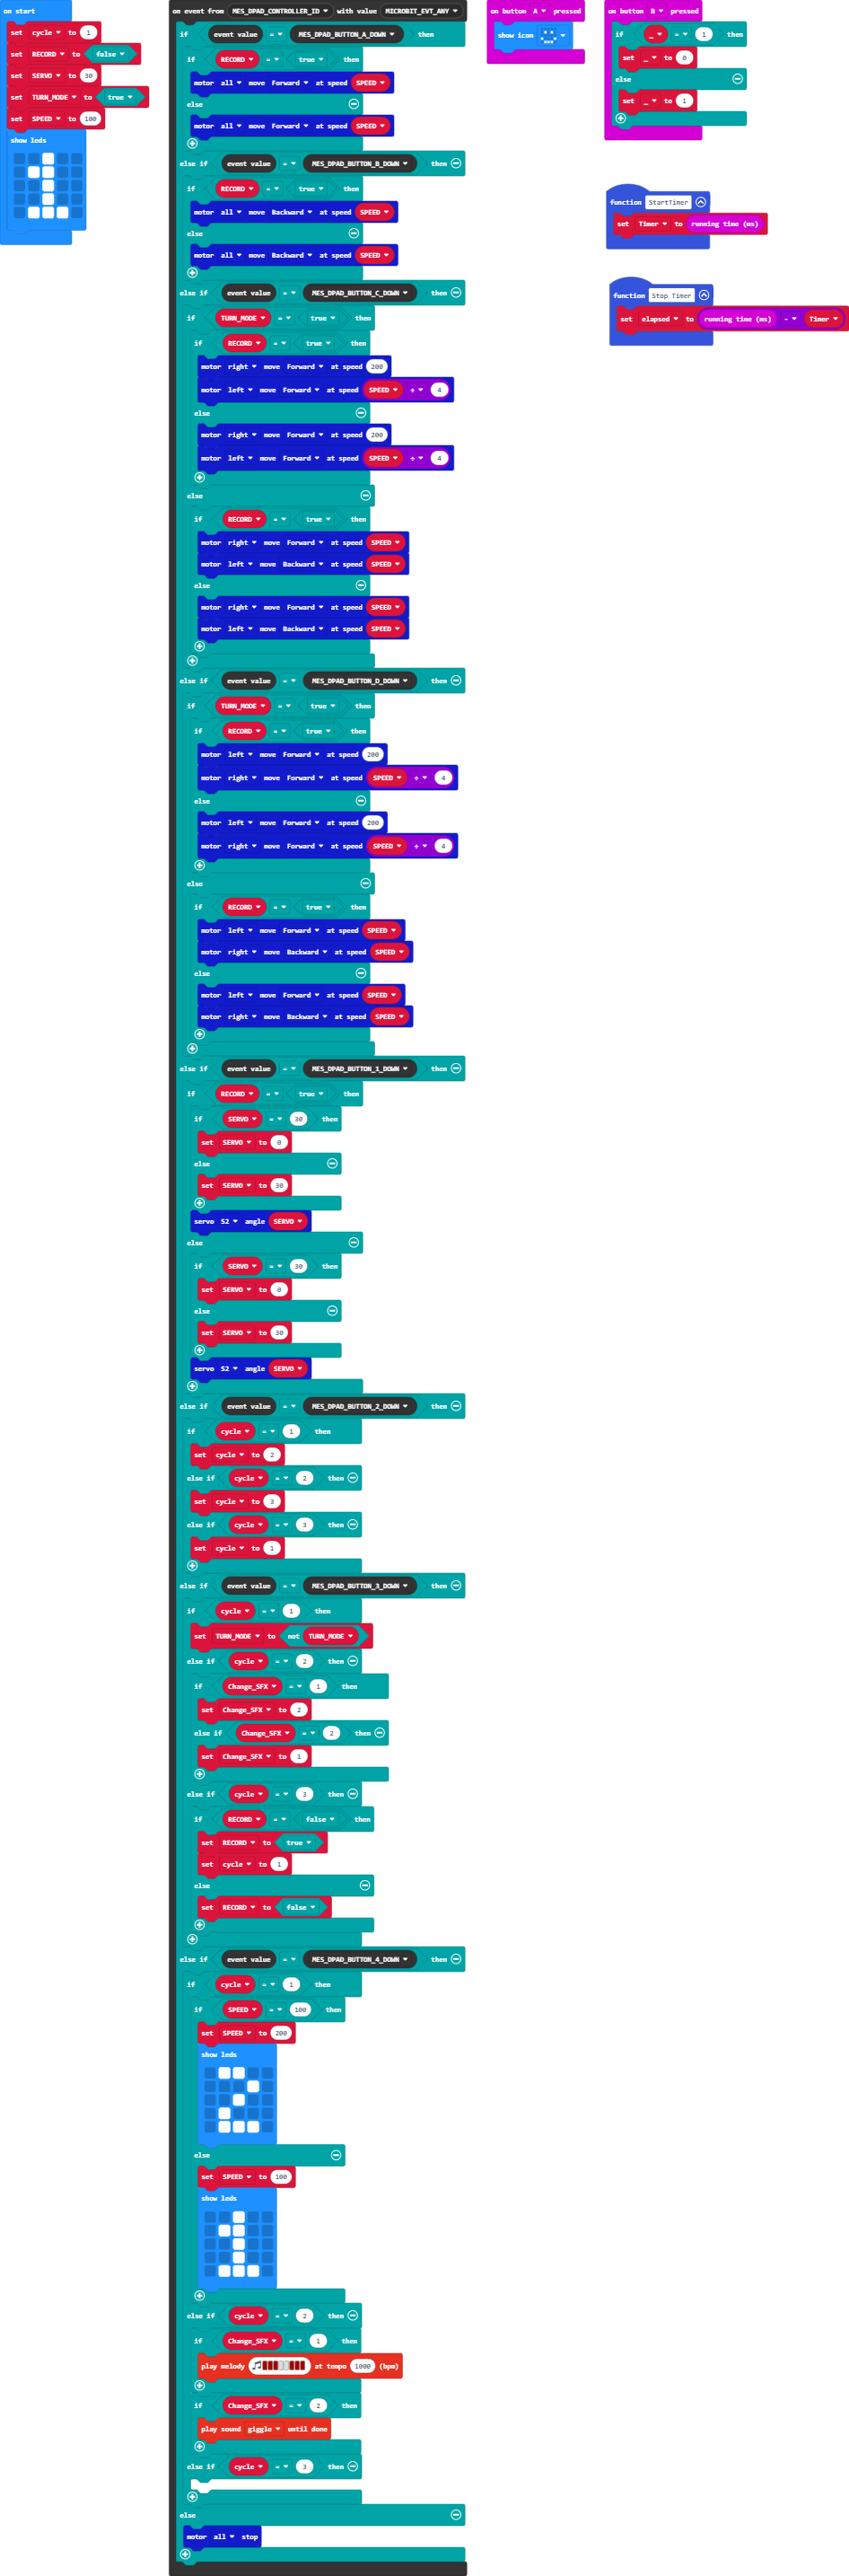 on start
set cycle to 1
set RECORD to false
set SERVO to 30
set TURN_MODE to true
set SPEED to 100
show leds
on event from MES_DPAD_CONTROLLER_ID with value MICROBIT_EVT_ANY
if event value = MES_DPAD_BUTTON_A_DOWN then
if RECORD = true then
motor all move Forward at speed SPEED
else
motor all move Forward at speed SPEED
else if event value = MES_DPAD_BUTTON_B_DOWN then
if RECORD = true then
motor all move Backward at speed SPEED
else
motor all move Backward at speed SPEED
else if event value = MES_DPAD_BUTTON_C_DOWN then
if TURN_MODE = true then
if RECORD = true then
motor right move Forward at speed 200
motor left move Forward at speed SPEED ÷ 4
else
motor right move Forward at speed 200
motor left move Forward at speed SPEED ÷ 4
else
if RECORD = true then
motor right move Forward at speed SPEED
motor left move Backward at speed SPEED
else
motor right move Forward at speed SPEED
motor left move Backward at speed SPEED
else if event value = MES_DPAD_BUTTON_D_DOWN then
if TURN_MODE = true then
if RECORD = true then
motor left move Forward at speed 200
motor right move Forward at speed SPEED ÷ 4
else
motor left move Forward at speed 200
motor right move Forward at speed SPEED ÷ 4
else
if RECORD = true then
motor left move Forward at speed SPEED
motor right move Backward at speed SPEED
else
motor left move Forward at speed SPEED
motor right move Backward at speed SPEED
else if event value = MES_DPAD_BUTTON_1_DOWN then
if RECORD = true then
if SERVO = 30 then
set SERVO to 0
else
set SERVO to 30
servo S2 angle SERVO
else
if SERVO = 30 then
set SERVO to 0
else
set SERVO to 30
servo S2 angle SERVO
else if event value = MES_DPAD_BUTTON_2_DOWN then
if cycle = 1 then
set cycle to 2
else if cycle = 2 then
set cycle to 3
else if cycle = 3 then
set cycle to 1
else if event value = MES_DPAD_BUTTON_3_DOWN then
if cycle = 1 then
set TURN_MODE to not TURN_MODE
else if cycle = 2 then
if Change_SFX = 1 then
set Change_SFX to 2
else if Change_SFX = 2 then
set Change_SFX to 1
else if cycle = 3 then
if RECORD = false then
set RECORD to true
set cycle to 1
else
set RECORD to false
else if event value = MES_DPAD_BUTTON_4_DOWN then
if cycle = 1 then
if SPEED = 100 then
set SPEED to 200
show leds
else
set SPEED to 100
show leds
else if cycle = 2 then
if Change_SFX = 1 then
play melody at tempo 1000 (bpm)
if Change_SFX = 2 then
play sound giggle until done
else if cycle = 3 then
else
motor all stop
on button A pressed
show icon
on button B pressed
if _ = 1 then
set _ to 0
else
set _ to 1
function StartTimer
set Timer to running time (ms)
function Stop Timer
set elapsed to running time (ms) - Timer